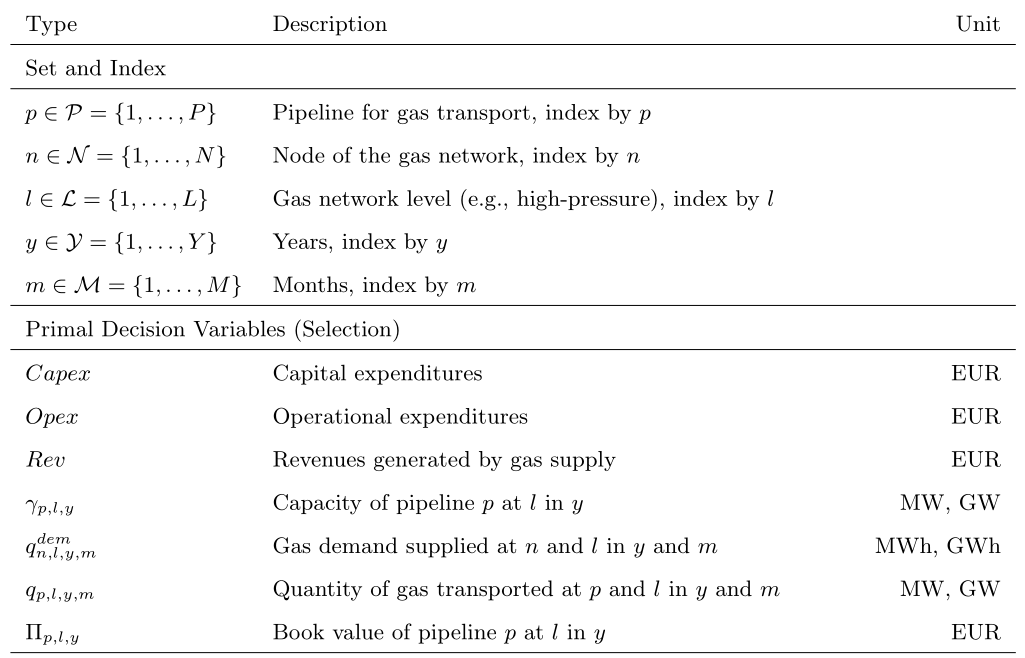 Type Description Unit
Set and Index
p ∈ 𝒫 = {1, . . . , P} Pipeline for gas transport, index by p
n ∈ 𝒩 = {1, . . . , N} Node of the gas network, index by n
l ∈ ℒ = {1, . . . , L} Gas network level (e.g., high-pressure), index by l
y ∈ 𝒴 = {1, . . . , Y} Years, index by y
m ∈ ℳ = {1, . . . , M} Months, index by m
Primal Decision Variables (Selection)
Capex Capital expenditures EUR
Opex Operational expenditures EUR
Rev Revenues generated by gas supply EUR
γ_{p,l,y} Capacity of pipeline p at l in y MW, GW
q^{dem}_{n,l,y,m} Gas demand supplied at n and l in y and m MWh, GWh
q_{p,l,y,m} Quantity of gas transported at p and l in y and m MW, GW
Π_{p,l,y} Book value of pipeline p at l in y EUR